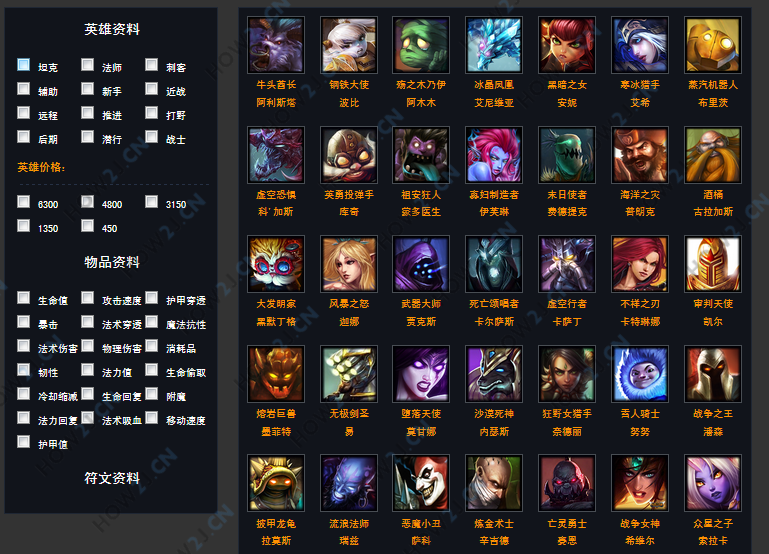 英雄资料
坦克 法师 刺客
辅助 新手 近战
远程 推进 打野
后期 潜行 战士
英雄价格:
6300 4800 3150
1350 450
物品资料
生命值 攻击速度 护甲穿透
暴击 法术穿透 魔法抗性
法术伤害 物理伤害 消耗品
韧性 法力值 生命偷取
冷却缩减 生命回复 附魔
法力回复 法术吸血 移动速度
护甲值
符文资料
牛头酋长 钢铁大使 殇之木乃伊 冰晶凤凰 黑暗之女 寒冰猎手 蒸汽机器人
阿利斯塔 波比 阿木木 艾尼维亚 安妮 艾希 布里茨
虚空恐惧 英勇投弹手 祖安狂人 寡妇制造者 末日使者 海洋之灾 酒桶
科'加斯 库奇 蒙多医生 伊芙琳 费德提克 普朗克 古拉加斯
大发明家 风暴之怒 武器大师 死亡颂唱者 虚空行者 不祥之刃 审判天使
黑默丁格 迦娜 贾克斯 卡尔萨斯 卡萨丁 卡特琳娜 凯尔
熔岩巨兽 无极剑圣 堕落天使 沙漠死神 狂野女猎手 雪人骑士 战争之王
墨菲特 易 莫甘娜 内瑟斯 奈德丽 努努 潘森
披甲龙龟 流浪法师 恶魔小丑 炼金术士 亡灵勇士 战争女神 众星之子
拉莫斯 瑞兹 萨科 辛吉德 赛恩 希维尔 索拉卡
HOW2J.CN